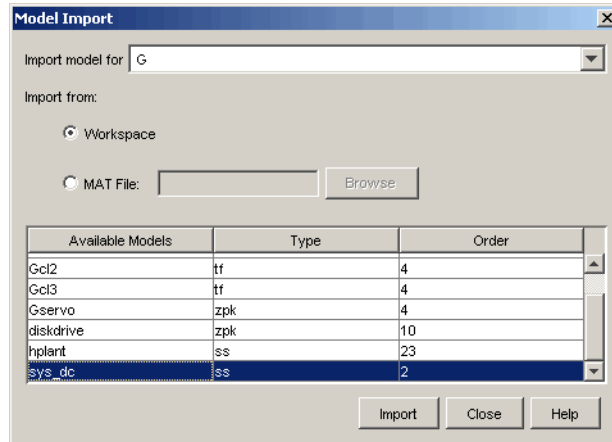 Model Import
Import model for G
Import from:
Workspace
MAT File: Browse
Available Models Type Order
Gcl2 tf 4
Gcl3 tf 4
Gservo zpk 4
diskdrive zpk 10
hplant ss 23
sys_dc ss 2
Import Close Help